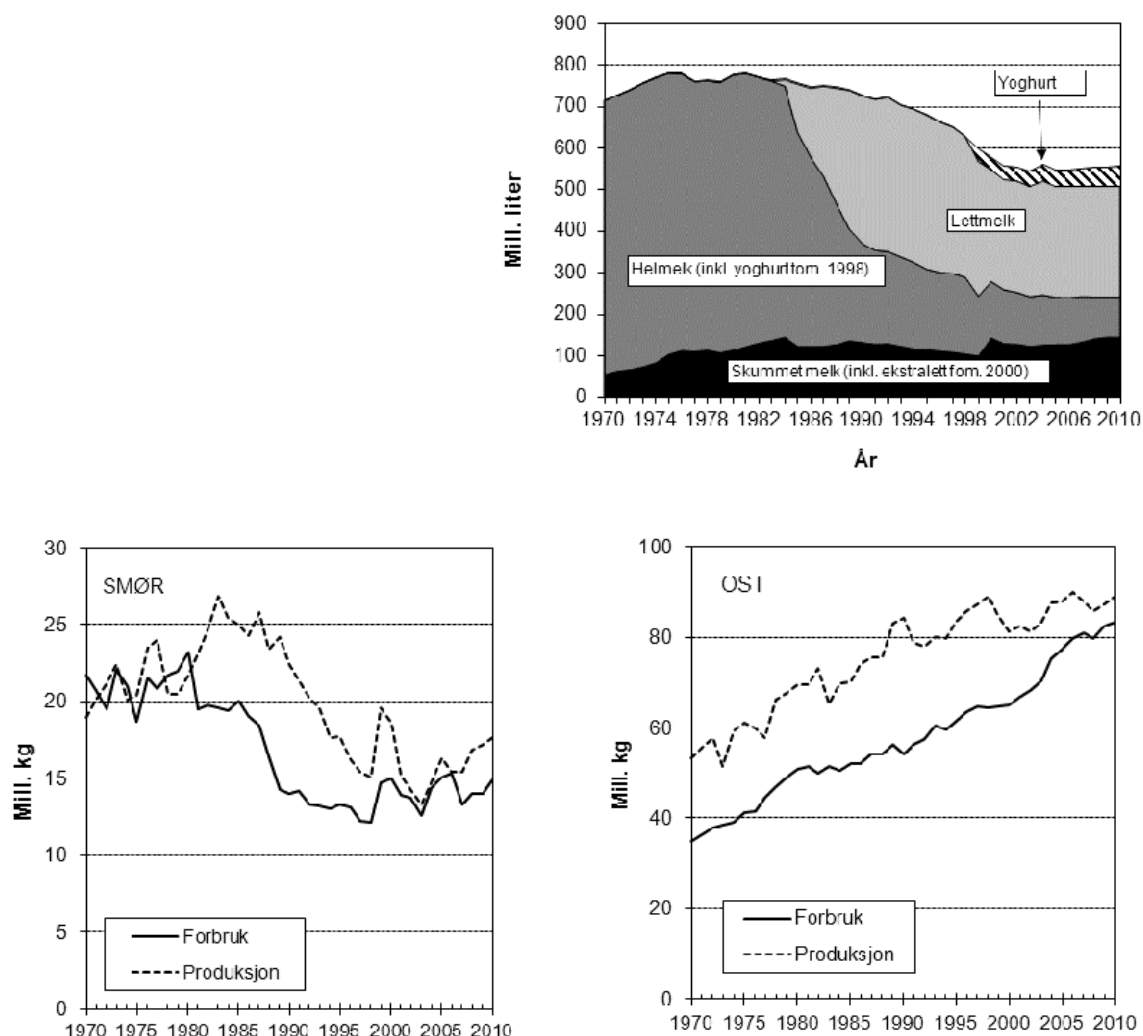 900
800
700
600
500
400
300
200
100
0
Mill. liter
Yoghurt
Lettmelk
Helmelk (inkl. yoghurt fom. 1998)
Skummet melk (inkl. ekstralett fom. 2000)
1970 1974 1978 1982 1986 1990 1994 1998 2002 2006 2010
År
30
25
20
15
10
5
0
Mill. kg
SMØR
Forbruk
Produksjon
1970 1975 1980 1985 1990 1995 2000 2005 2010
100
80
60
40
20
0
Mill. kg
OST
Forbruk
Produksjon
1970 1975 1980 1985 1990 1995 2000 2005 2010